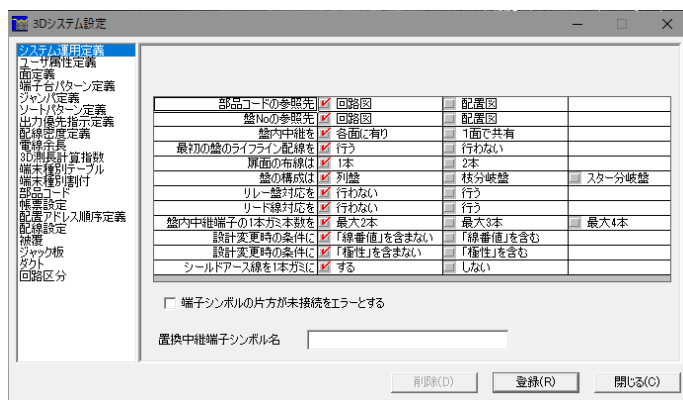 3Dシステム設定
システム運用定義
ユーザ属性定義
面定義
端子台パターン定義
ジャンパ定義
ソートパターン定義
出力優先指示定義
配線密度定義
電線余長
3D測長計算指数
端末種別テーブル
端末種別割付
部品コード
帳票設定
配置アドレス順序定義
配線設定
被覆
ジャック板
ダクト
回路区分
部品コードの参照先 回路図 配置図
盤Noの参照先 回路図 配置図
盤内中継を 各面に有り 1面で共有
最初の盤のライフライン配線を 行う 行わない
扉面の布線は 1本 2本
盤の構成は 列盤 枝分岐盤 スター分岐盤
リレー盤対応を 行わない 行う
リード線対応を 行わない 行う
盤内中継端子の1本ガミ本数を 最大2本 最大3本 最大4本
設計変更時の条件に 「線番値」を含まない 「線番値」を含む
設計変更時の条件に 「極性」を含まない 「極性」を含む
シールドアース線を1本ガミに する しない
端子シンボルの片方が未接続をエラーとする
置換中継端子シンボル名
削除(D) 登録(R) 閉じる(C)